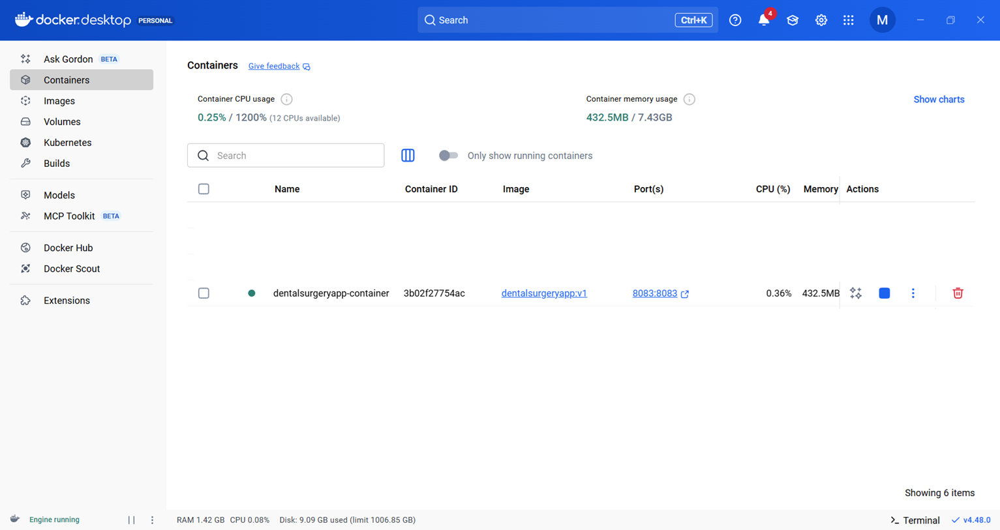 docker.desktop PERSONAL
Search
Ctrl+K
4
M
Ask Gordon BETA
Containers
Images
Volumes
Kubernetes
Builds
Models
MCP Toolkit BETA
Docker Hub
Docker Scout
Extensions
Containers Give feedback
Container CPU usage
0.25% / 1200% (12 CPUs available)
Container memory usage
432.5MB / 7.43GB
Show charts
Search
Only show running containers
Name Container ID Image Port(s) CPU (%) Memory Actions
dentalsurgeryapp-container 3b02f27754ac dentalsurgeryapp:v1 8083:8083 0.36% 432.5MB
Showing 6 items
Engine running
RAM 1.42 GB CPU 0.08% Disk: 9.09 GB used (limit 1006.85 GB)
Terminal
v4.48.0